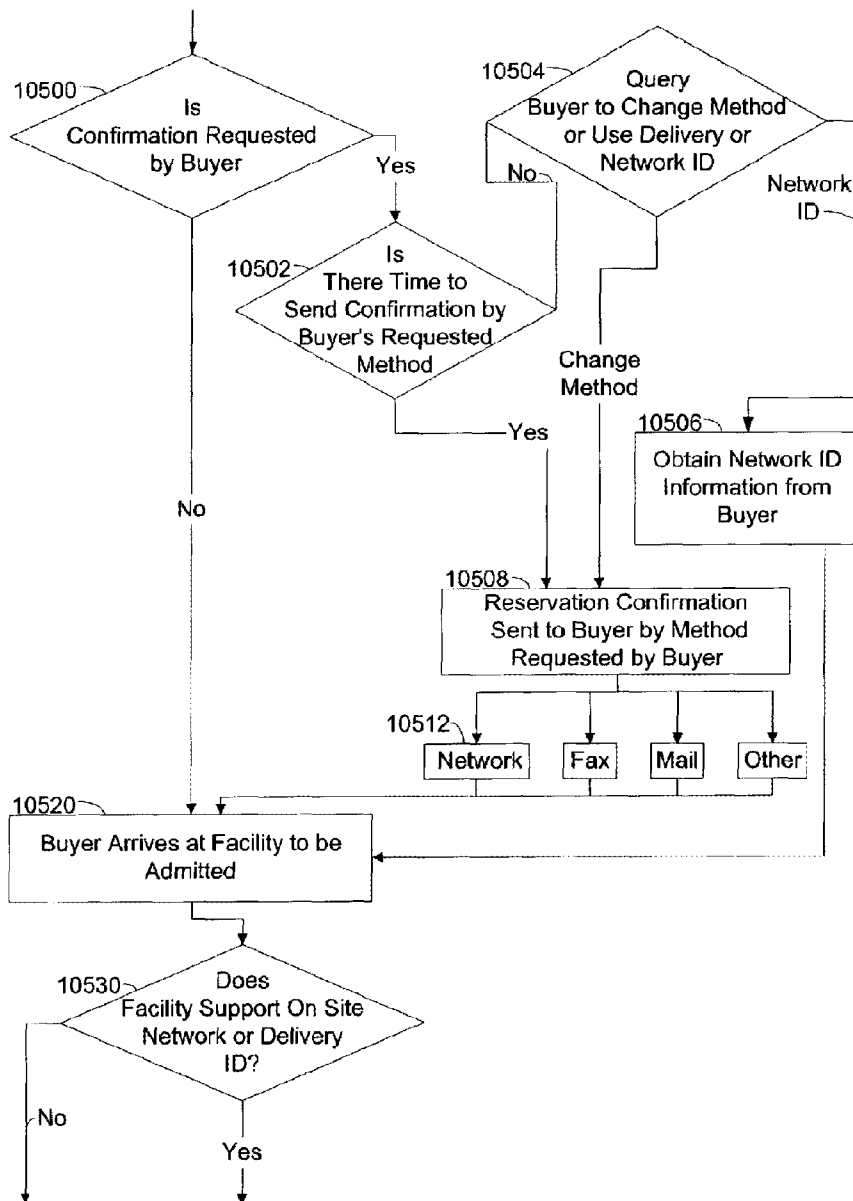 10500
Is
Confirmation Requested
by Buyer
Yes
10504
Query
Buyer to Change Method
or Use Delivery or
Network ID
No
Network
ID
10502
Is
There Time to
Send Confirmation by
Buyer's Requested
Method
Yes
Change
Method
10506
Obtain Network ID
Information from
Buyer
No
10508
Reservation Confirmation
Sent to Buyer by Method
Requested by Buyer
10512
Network
Fax
Mail
Other
10520
Buyer Arrives at Facility to be
Admitted
10530
Does
Facility Support On Site
Network or Delivery
ID?
No
Yes